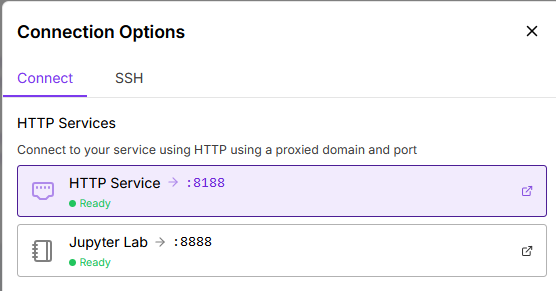 Connection Options
Connect SSH
HTTP Services
Connect to your service using HTTP using a proxied domain and port
HTTP Service → :8188
Ready
Jupyter Lab → :8888
Ready